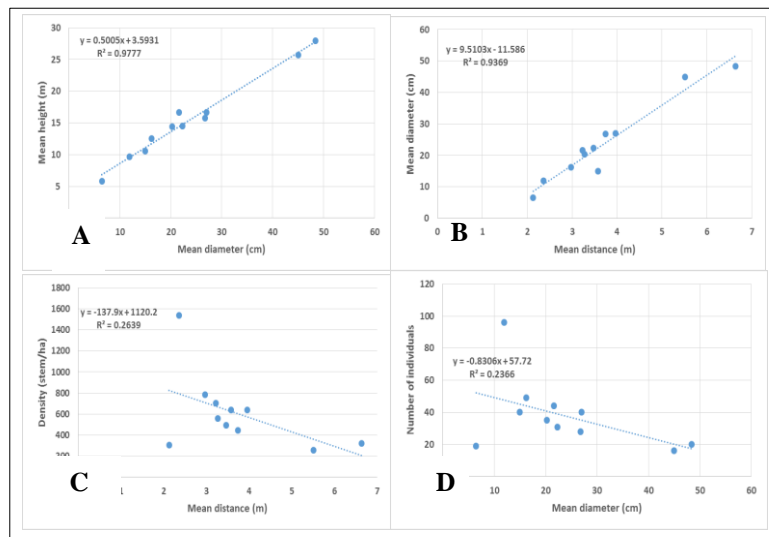 30
y = 0.5005x + 3.5931
R² = 0.9777
25
20
15
10
5
Mean height (m)
A
10 20 30 40 50 60
Mean diameter (cm)
60
y = 9.5103x - 11.586
R² = 0.9369
50
40
30
20
10
0
Mean diameter (cm)
B
0 1 2 3 4 5 6 7
Mean distance (m)
1800
y = -137.9x + 1120.2
R² = 0.2639
1600
1400
1200
1000
800
600
400
200
Density (stem/ha)
C
1 2 3 4 5 6 7
Mean distance (m)
120
100
80
y = -0.8306x + 57.72
R² = 0.2366
60
40
20
Number of individuals
D
10 20 30 40 50 60
Mean diameter (cm)